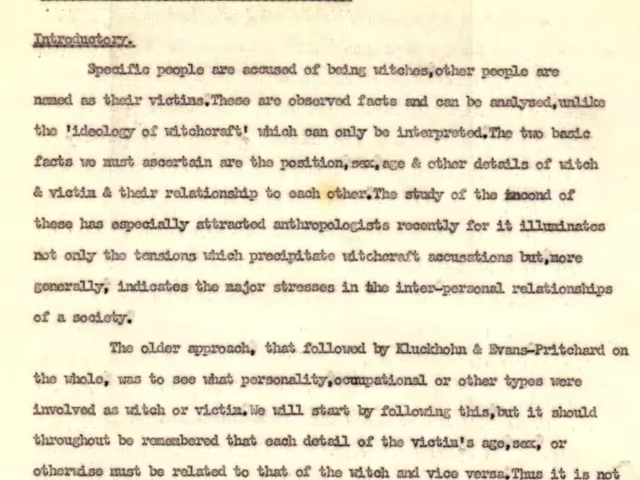 Introductory.
Specific people are accused of being witches,other people are
named as their victims.These are observed facts and can be analysed,unlike
the 'ideology of witchcraft' which can only be interpreted.The two basic
facts we must ascertain are the position,sex,age & other details of witch
& victim & their relationship to each other.The study of the second of
these has especially attracted anthropologists recently for it illuminates
not only the tensions which precipitate witchcraft accusations but,more
generally, indicates the major stresses in the inter-personal relationships
of a society.
The older approach, that followed by Kluckhohn & Evans-Pritchard on
the whole, was to see what personality,occupational or other types were
involved as witch or victim.We will start by following this,but it should
throughout be remembered that each detail of the victim's age,sex, or
otherwise must be related to that of the witch and vice versa.Thus it is not